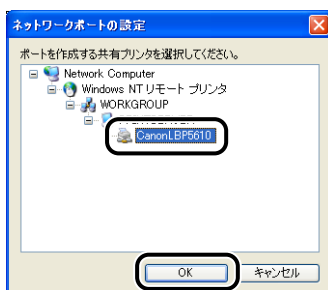 ネットワークポートの設定
ポートを作成する共有プリンタを選択してください。
Network Computer
Windows NT リモート プリンタ
WORKGROUP
CanonLBP5610
OK
キャンセル